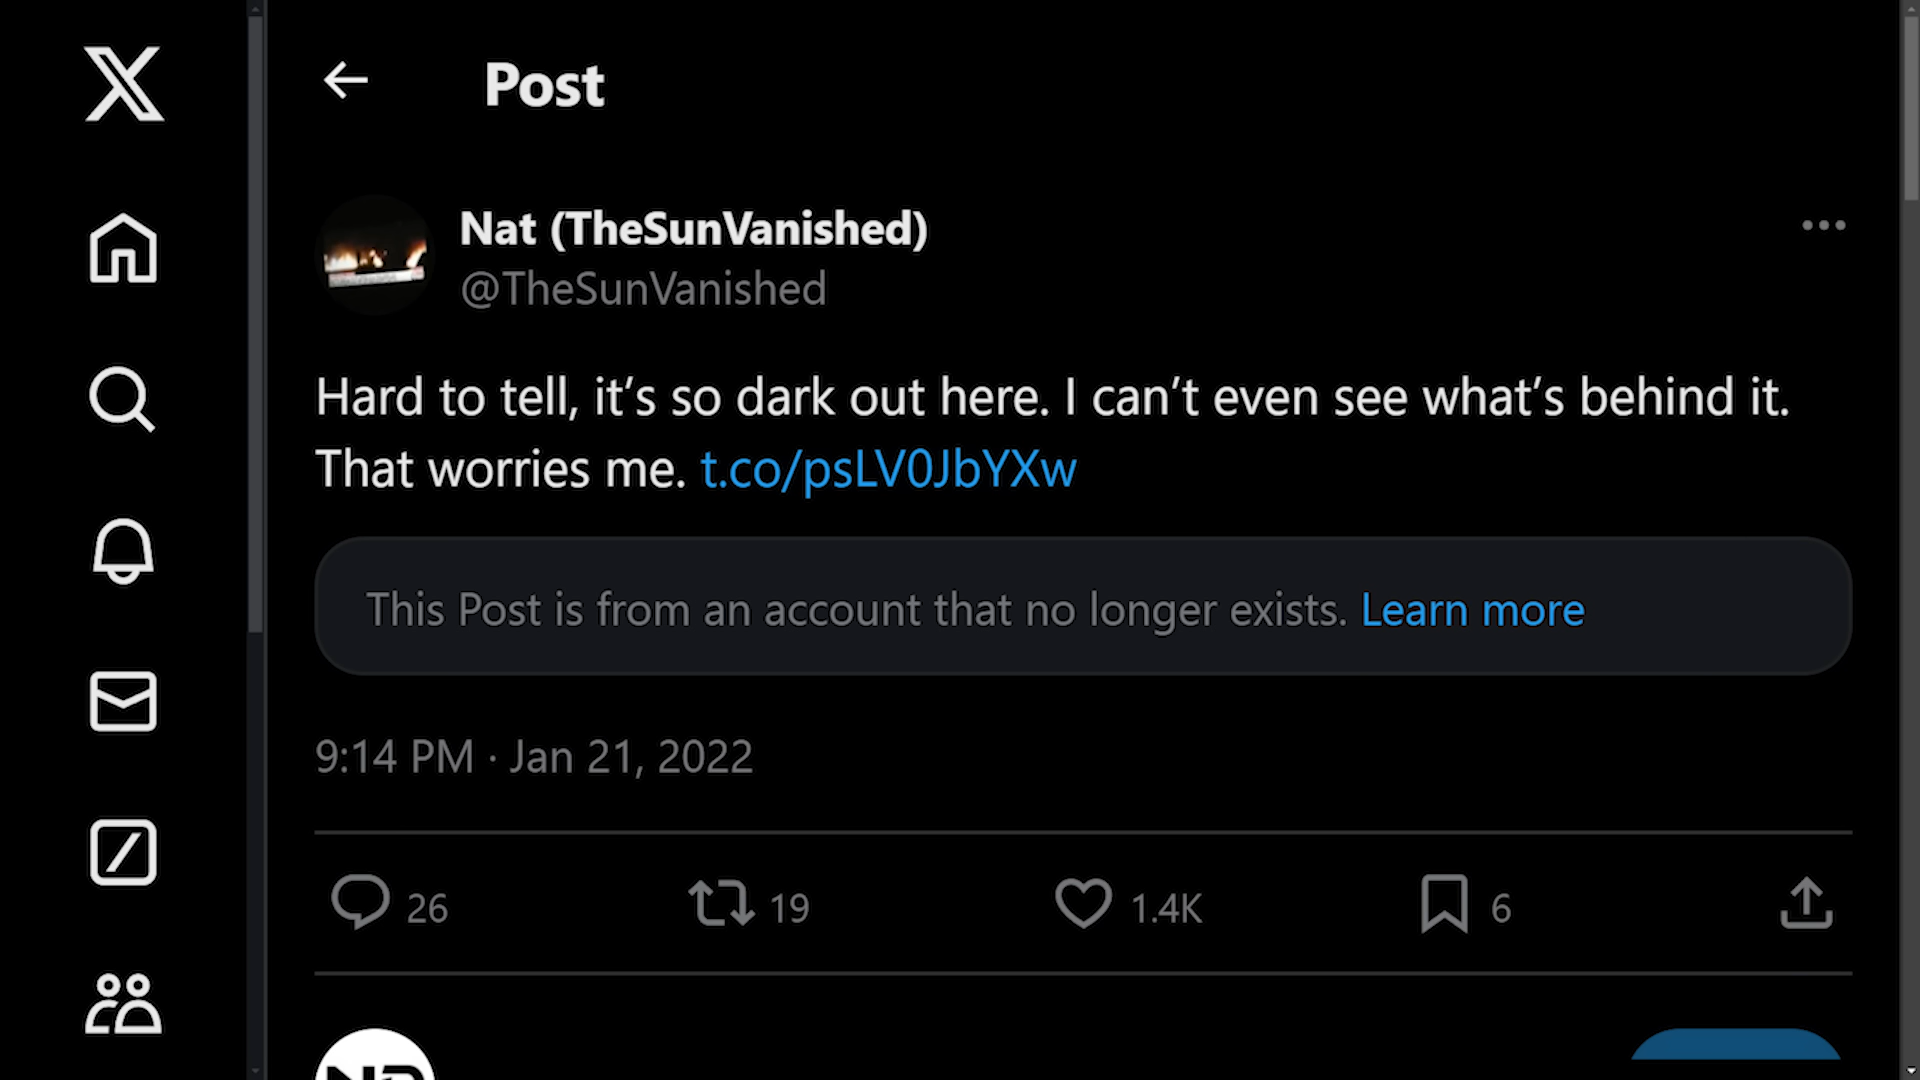 Post
Nat (TheSunVanished)
@TheSunVanished
Hard to tell, it’s so dark out here. I can’t even see what’s behind it.
That worries me. t.co/psLV0JbYXw
This Post is from an account that no longer exists. Learn more
9:14 PM · Jan 21, 2022
26 19 1.4K 6